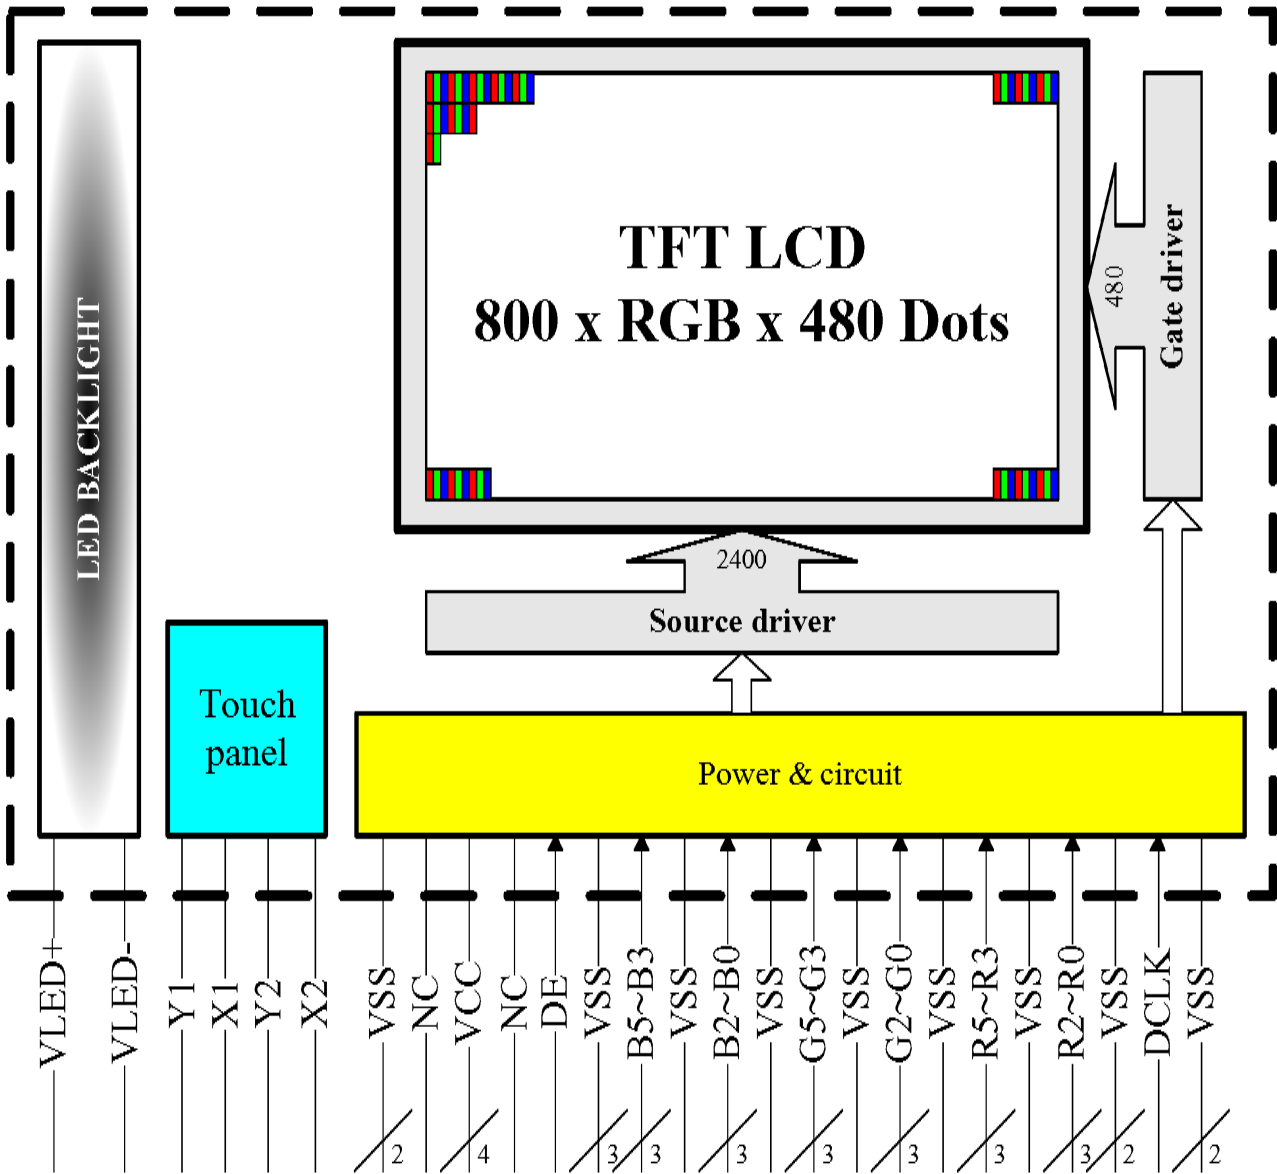 LED BACKLIGHT
TFT LCD
800 x RGB x 480 Dots
480
Gate driver
2400
Source driver
Touch
panel
Power & circuit
VLED+
VLED-
Y1
X1
Y2
X2
VSS
NC
VCC
NC
DE
VSS
B5~B3
VSS
B2~B0
VSS
G5~G3
VSS
G2~G0
VSS
R5~R3
VSS
R2~R0
VSS
DCLK
VSS
2
4
3
3
3
3
3
3
3
2
2